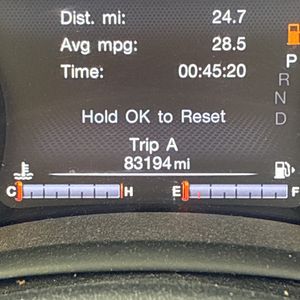 Dist. mi: 24.7
Avg mpg: 28.5
Time: 00:45:20
P
R
N
D
Hold OK to Reset
Trip A
83194 mi
C H E F